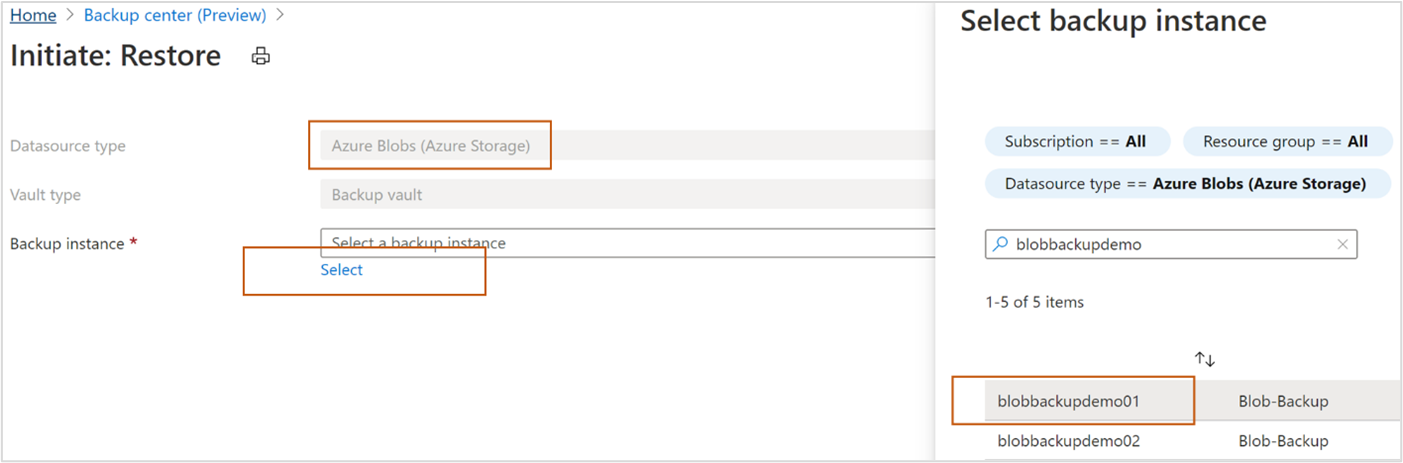 Home > Backup center (Preview) >
Initiate: Restore
Datasource type
Azure Blobs (Azure Storage)
Vault type
Backup vault
Backup instance *
Select a backup instance
Select
Select backup instance
Subscription == All
Resource group == All
Datasource type == Azure Blobs (Azure Storage)
blobbackupdemo
1-5 of 5 items
blobbackupdemo01
Blob-Backup
blobbackupdemo02
Blob-Backup